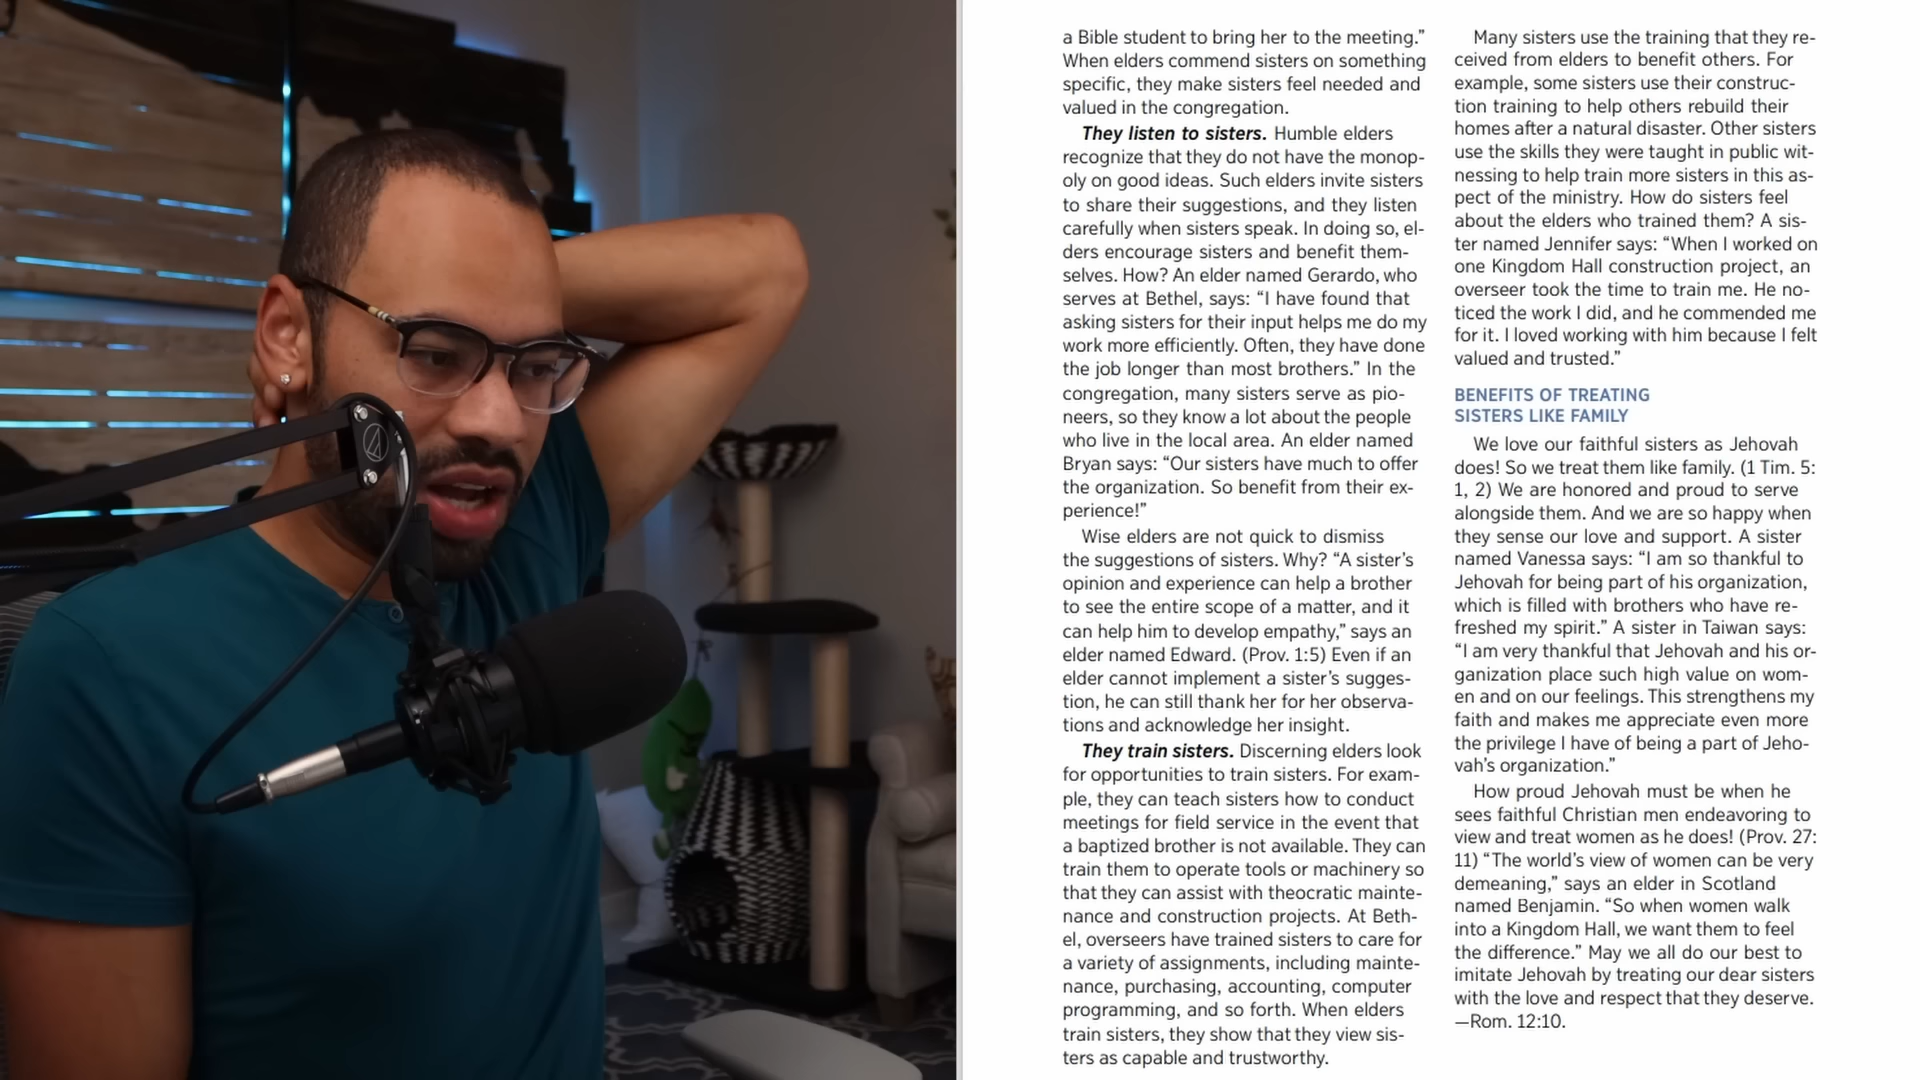 a Bible student to bring her to the meeting.”
When elders commend sisters on something
specific, they make sisters feel needed and
valued in the congregation.
They listen to sisters. Humble elders
recognize that they do not have the monop-
oly on good ideas. Such elders invite sisters
to share their suggestions, and they listen
carefully when sisters speak. In doing so, el-
ders encourage sisters and benefit them-
selves. How? An elder named Gerardo, who
serves at Bethel, says: “I have found that
asking sisters for their input helps me do my
work more efficiently. Often, they have done
the job longer than most brothers.” In the
congregation, many sisters serve as pio-
neers, so they know a lot about the people
who live in the local area. An elder named
Bryan says: “Our sisters have much to offer
the organization. So benefit from their ex-
perience!”
Wise elders are not quick to dismiss
the suggestions of sisters. Why? “A sister’s
opinion and experience can help a brother
to see the entire scope of a matter, and it
can help him to develop empathy,” says an
elder named Edward. (Prov. 1:5) Even if an
elder cannot implement a sister’s sugges-
tion, he can still thank her for her observa-
tions and acknowledge her insight.
They train sisters. Discerning elders look
for opportunities to train sisters. For exam-
ple, they can teach sisters how to conduct
meetings for field service in the event that
a baptized brother is not available. They can
train them to operate tools or machinery so
that they can assist with theocratic mainte-
nance and construction projects. At Beth-
el, overseers have trained sisters to care for
a variety of assignments, including mainte-
nance, purchasing, accounting, computer
programming, and so forth. When elders
train sisters, they show that they view sis-
ters as capable and trustworthy.
Many sisters use the training that they re-
ceived from elders to benefit others. For
example, some sisters use their construc-
tion training to help others rebuild their
homes after a natural disaster. Other sisters
use the skills they were taught in public wit-
nessing to help train more sisters in this as-
pect of the ministry. How do sisters feel
about the elders who trained them? A sis-
ter named Jennifer says: “When I worked on
one Kingdom Hall construction project, an
overseer took the time to train me. He no-
ticed the work I did, and he commended me
for it. I loved working with him because I felt
valued and trusted.”
BENEFITS OF TREATING
SISTERS LIKE FAMILY
We love our faithful sisters as Jehovah
does! So we treat them like family. (1 Tim. 5:
1, 2) We are honored and proud to serve
alongside them. And we are so happy when
they sense our love and support. A sister
named Vanessa says: “I am so thankful to
Jehovah for being part of his organization,
which is filled with brothers who have re-
freshed my spirit.” A sister in Taiwan says:
“I am very thankful that Jehovah and his or-
ganization place such high value on wom-
en and on our feelings. This strengthens my
faith and makes me appreciate even more
the privilege I have of being a part of Jeho-
vah’s organization.”
How proud Jehovah must be when he
sees faithful Christian men endeavoring to
view and treat women as he does! (Prov. 27:
11) “The world’s view of women can be very
demeaning,” says an elder in Scotland
named Benjamin. “So when women walk
into a Kingdom Hall, we want them to feel
the difference.” May we all do our best to
imitate Jehovah by treating our dear sisters
with the love and respect that they deserve.
—Rom. 12:10.